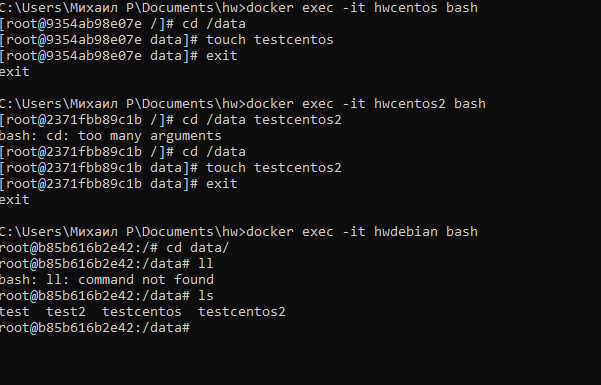 C:\Users\Михаил P\Documents\hw>docker exec -it hwcentos bash
[root@9354ab98e07e /]# cd /data
[root@9354ab98e07e data]# touch testcentos
[root@9354ab98e07e data]# exit
exit
C:\Users\Михаил P\Documents\hw>docker exec -it hwcentos2 bash
[root@2371fbb89c1b /]# cd /data testcentos2
bash: cd: too many arguments
[root@2371fbb89c1b /]# cd /data
[root@2371fbb89c1b data]# touch testcentos2
[root@2371fbb89c1b data]# exit
exit
C:\Users\Михаил P\Documents\hw>docker exec -it hwdebian bash
root@b85b616b2e42:/# cd data/
root@b85b616b2e42:/data# ll
bash: ll: command not found
root@b85b616b2e42:/data# ls
test  test2  testcentos  testcentos2
root@b85b616b2e42:/data#